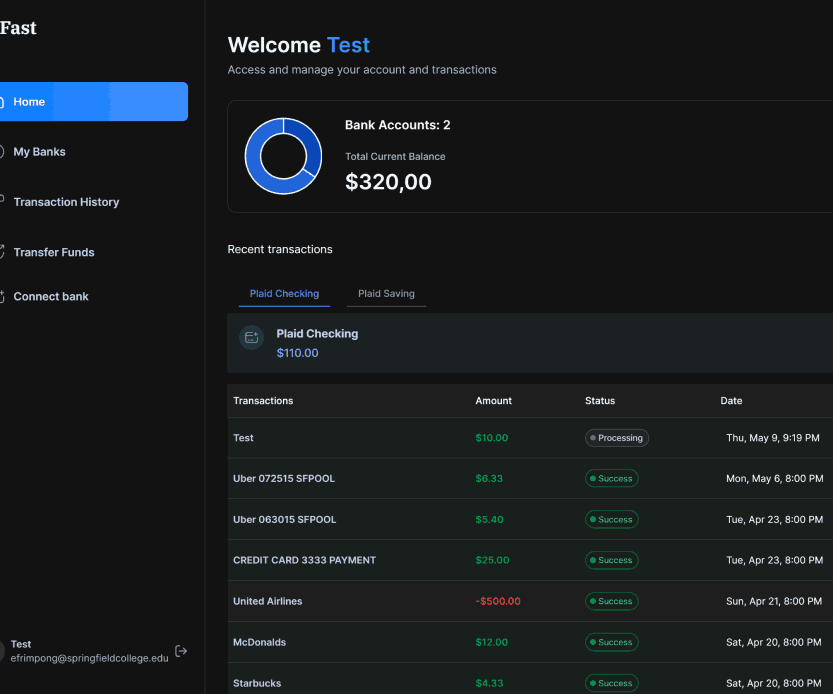 Fast
Home
My Banks
Transaction History
Transfer Funds
Connect bank
Test
efrimpong@springfieldcollege.edu
Welcome Test
Access and manage your account and transactions
Bank Accounts: 2
Total Current Balance
$320,00
Recent transactions
Plaid Checking Plaid Saving
Plaid Checking
$110.00
Transactions Amount Status Date
Test $10.00 Processing Thu, May 9, 9:19 PM
Uber 072515 SFPOOL $6.33 Success Mon, May 6, 8:00 PM
Uber 063015 SFPOOL $5.40 Success Tue, Apr 23, 8:00 PM
CREDIT CARD 3333 PAYMENT $25.00 Success Tue, Apr 23, 8:00 PM
United Airlines -$500.00 Success Sun, Apr 21, 8:00 PM
McDonalds $12.00 Success Sat, Apr 20, 8:00 PM
Starbucks $4.33 Success Sat, Apr 20, 8:00 PM